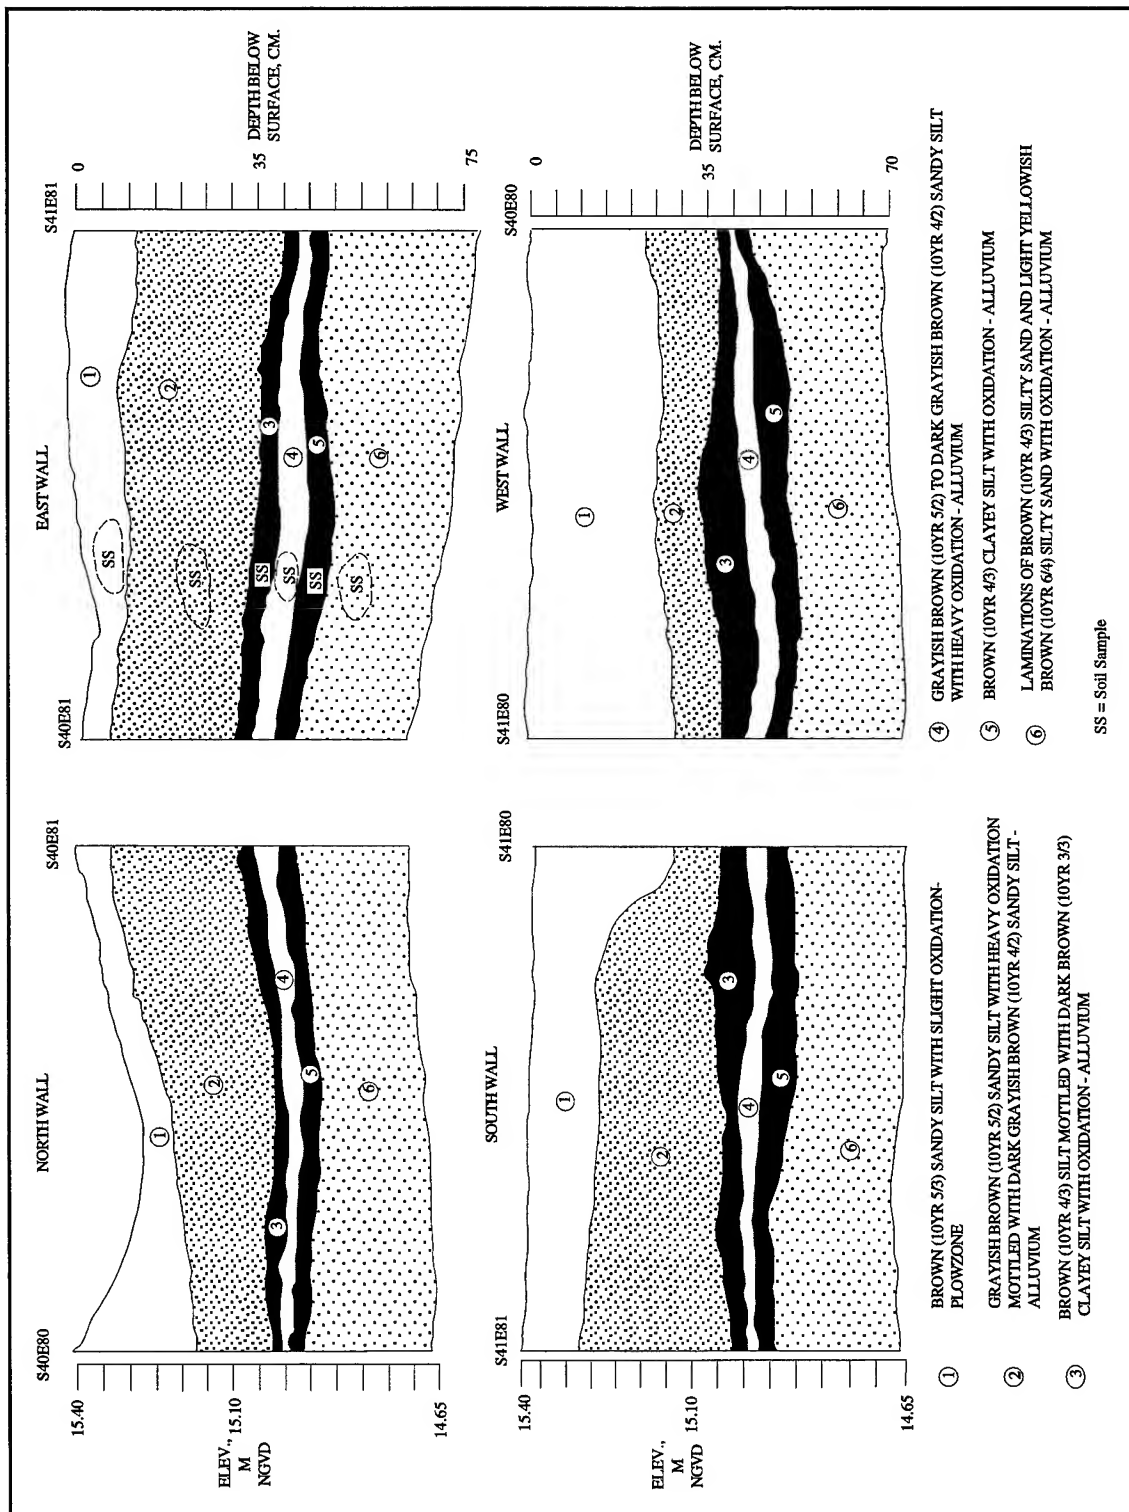 NORTH WALL
S40E80
S40E81
15.40
ELEV.,
M
NGVD
15.10
14.65
1
2
3
4
5
6
EAST WALL
S40E81
S41E81
0
35
75
DEPTH BELOW
SURFACE, CM.
1
2
3
4
5
6
SS
SS
SS
SS
SS
SS
SOUTH WALL
S41E81
S41E80
15.40
ELEV.,
M
NGVD
15.10
14.65
1
2
3
4
5
6
WEST WALL
S41E80
S40E80
0
35
70
DEPTH BELOW
SURFACE, CM.
1
2
3
4
5
6
1 BROWN (10YR 5/3) SANDY SILT WITH SLIGHT OXIDATION-
PLOWZONE
2 GRAYISH BROWN (10YR 5/2) SANDY SILT WITH HEAVY OXIDATION
MOTTLED WITH DARK GRAYISH BROWN (10YR 4/2) SANDY SILT-
ALLUVIUM
3 BROWN (10YR 4/3) SILT MOTTLED WITH DARK BROWN (10YR 3/3)
CLAYEY SILT WITH OXIDATION- ALLUVIUM
4 GRAYISH BROWN (10YR 5/2) TO DARK GRAYISH BROWN (10YR 4/2) SANDY SILT
WITH HEAVY OXIDATION - ALLUVIUM
5 BROWN (10YR 4/3) CLAYEY SILT WITH OXIDATION - ALLUVIUM
6 LAMINATIONS OF BROWN (10YR 4/3) SILTY SAND AND LIGHT YELLOWISH
BROWN (10YR 6/4) SILTY SAND WITH OXIDATION - ALLUVIUM
SS = Soil Sample